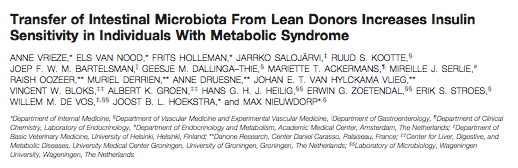 Transfer of Intestinal Microbiota From Lean Donors Increases Insulin
Sensitivity in Individuals With Metabolic Syndrome
ANNE VRIEZE,* ELS VAN NOOD,* FRITS HOLLEMAN,* JARKKO SALOJÄRVI,‡ RUUD S. KOOTTE,§
JOEP F. W. M. BARTELSMAN,| GEESJE M. DALLINGA–THIE,§ MARIETTE T. ACKERMANS,¶ MIREILLE J. SERLIE,#
RAISH OOZEER,** MURIEL DERRIEN,** ANNE DRUESNE,** JOHAN E. T. VAN HYLCKAMA VLIEG,**
VINCENT W. BLOKS,‡‡ ALBERT K. GROEN,‡‡ HANS G. H. J. HEILIG,§§ ERWIN G. ZOETENDAL,§§ ERIK S. STROES,§
WILLEM M. DE VOS,‡,§§ JOOST B. L. HOEKSTRA,* and MAX NIEUWDORP*,§
*Department of Internal Medicine, §Department of Vascular Medicine and Experimental Vascular Medicine, |Department of Gastroenterology, ¶Department of Clinical
Chemistry, Laboratory of Endocrinology, #Department of Endocrinology and Metabolism, Academic Medical Center, Amsterdam, The Netherlands; ‡Department of
Basic Veterinary Medicine, University of Helsinki, Helsinki, Finland; **Danone Research, Center Daniel Carasso, Palaiseau, France; ‡‡Center for Liver, Digestive, and
Metabolic Diseases, University Medical Center Groningen, University of Groningen, Groningen, The Netherlands; §§Laboratory of Microbiology, Wageningen
University, Wageningen, The Netherlands